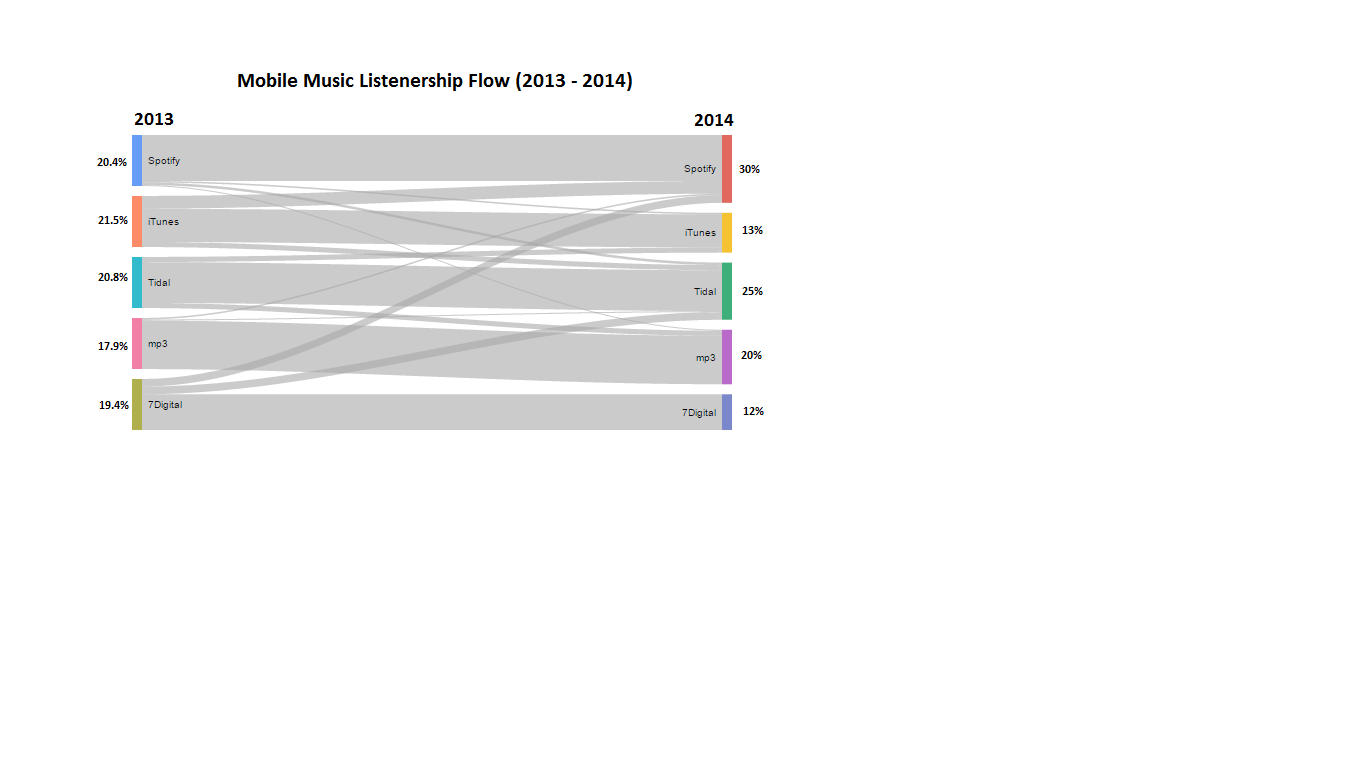 Mobile Music Listenership Flow (2013 - 2014)
2013
2014
20.4%
Spotify
Spotify
30%
21.5%
iTunes
iTunes
13%
20.8%
Tidal
Tidal
25%
17.9%
mp3
mp3
20%
19.4%
7Digital
7Digital
12%